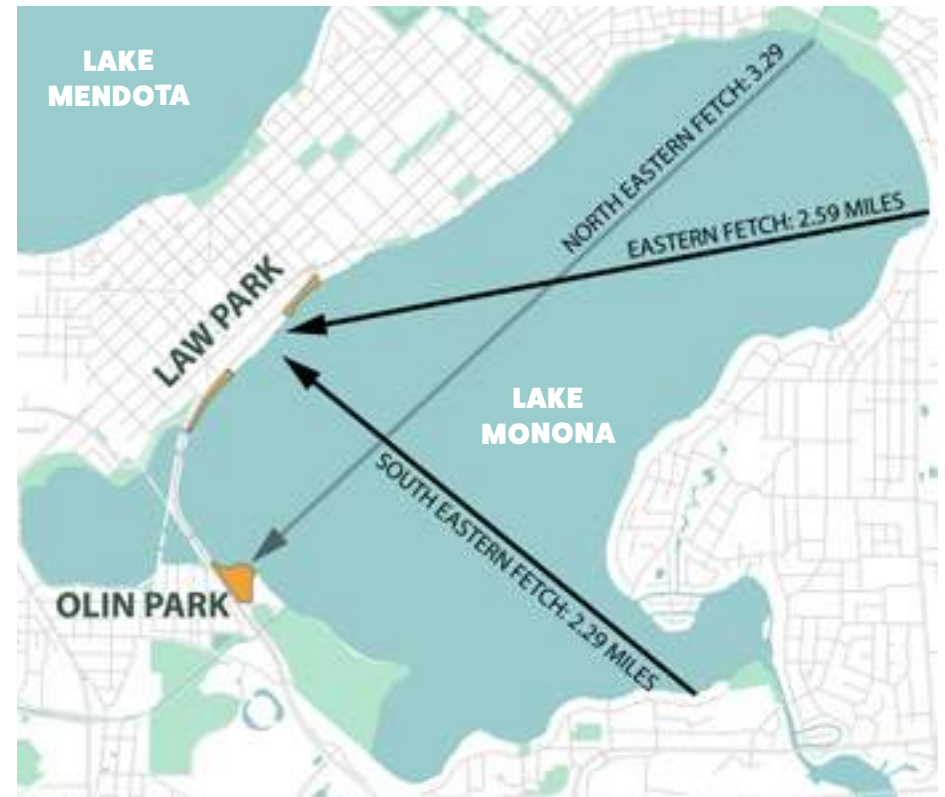 LAKE
MENDOTA
NORTH EASTERN FETCH: 3.29
EASTERN FETCH: 2.59 MILES
LAW PARK
LAKE
MONONA
SOUTH EASTERN FETCH: 2.29 MILES
OLIN PARK